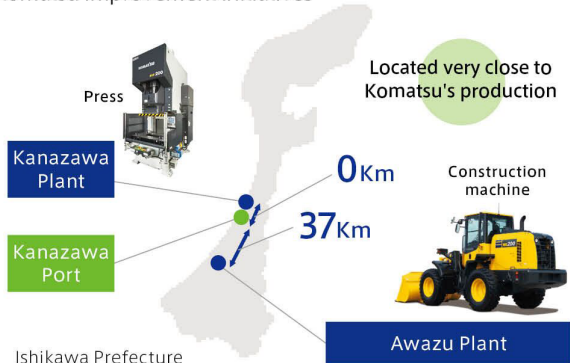 Press
Located very close to
Komatsu's production
Kanazawa
Plant
0Km
Construction
machine
Kanazawa
Port
37Km
Awazu Plant
Ishikawa Prefecture
KOMATSU